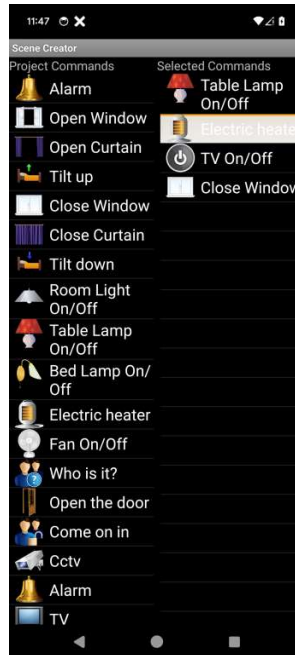 11:47
Scene Creator
Project Commands
Selected Commands
Alarm
Open Window
Open Curtain
Tilt up
Close Window
Close Curtain
Tilt down
Room Light
On/Off
Table Lamp
On/Off
Bed Lamp On/
Off
Electric heater
Fan On/Off
Who is it?
Open the door
Come on in
Cctv
Alarm
TV
Table Lamp
On/Off
Electric heate
TV On/Off
Close Window